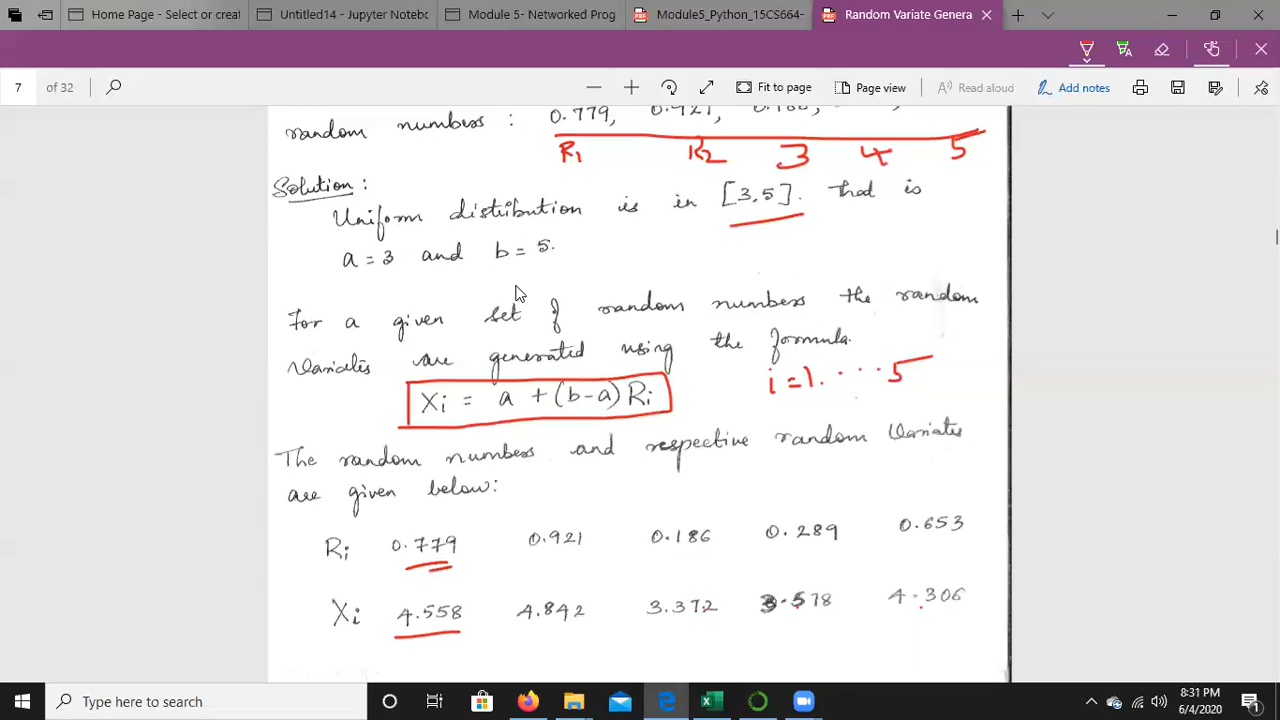 Home Page - Select or creat
Untitled14 - Jupyter Notebool
Module 5- Networked Prog
Module5_Python_15CS664-
Random Variate Genera
7 of 32
Fit to page
Page view
Read aloud
Add notes
random numbers : 0.779, 0.921, 0.186,
R1 R2 3 4 5
Solution :
Uniform distribution is in [3,5]. That is
a = 3 and b = 5.
For a given set of random numbers the random
Variates are generated using the formula.
Xi = a + (b-a) Ri
i = 1. . . . 5
The random numbers and respective random Variates
are given below:
Ri 0.779 0.921 0.186 0.289 0.653
Xi 4.558 4.842 3.372 3.578 4.306
Type here to search
8:31 PM
6/4/2020